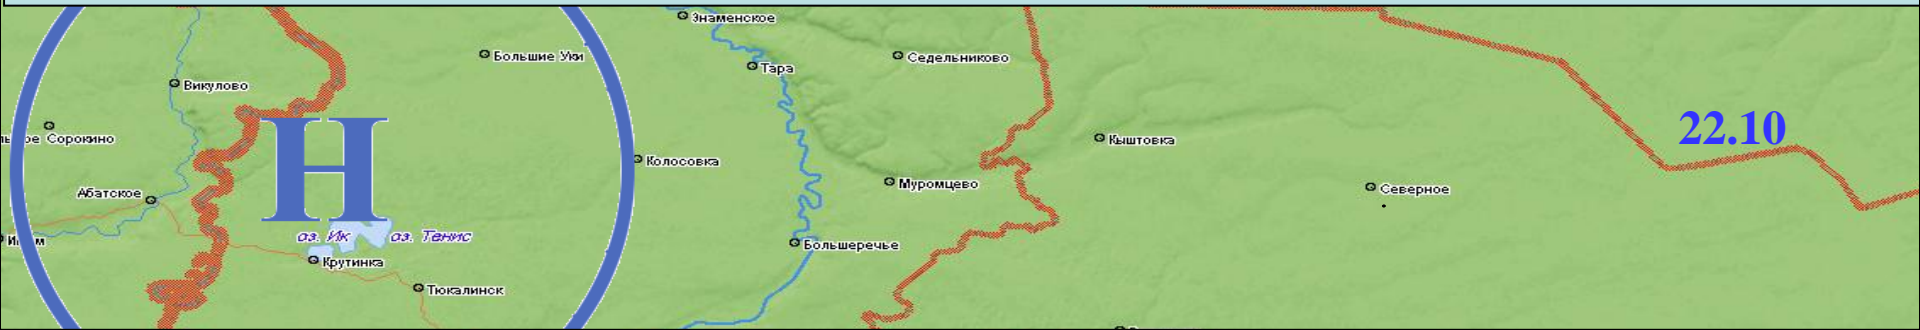 Знаменское
Большие Уки
Седельниково
Тара
Викулово
22.10
Н
Сорокино
Кыштовка
Колосовка
Абатское
Муромцево
Северное
оз. Ик
оз. Тенис
Большеречье
Крутинка
Тюкалинск